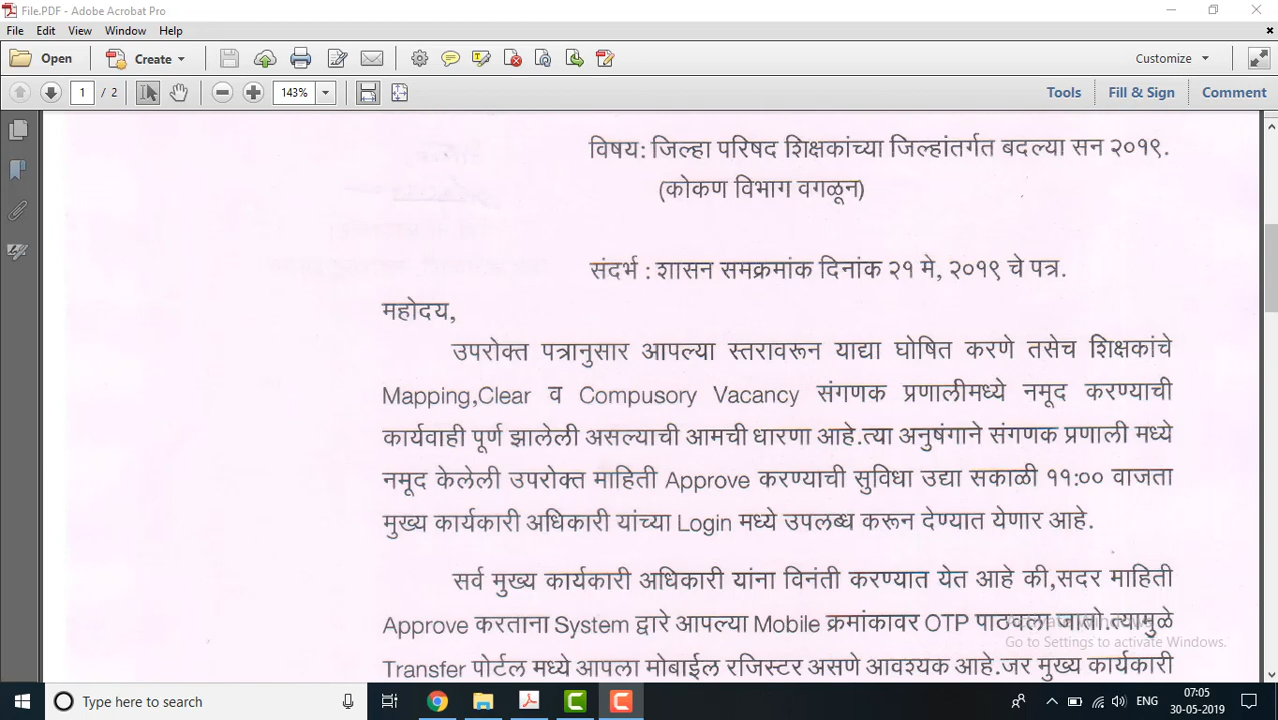 File.PDF - Adobe Acrobat Pro
File Edit View Window Help
Open Create Customize
1 / 2 143% Tools Fill & Sign Comment
विषय: जिल्हा परिषद शिक्षकांच्या जिल्हांतर्गत बदल्या सन २०१९.
(कोकण विभाग वगळून)
संदर्भ : शासन समक्रमांक दिनांक २१ मे, २०१९ चे पत्र.
महोदय,
उपरोक्त पत्रानुसार आपल्या स्तरावरून याद्या घोषित करणे तसेच शिक्षकांचे
Mapping,Clear व Compusory Vacancy संगणक प्रणालीमध्ये नमूद करण्याची
कार्यवाही पूर्ण झालेली असल्याची आमची धारणा आहे.त्या अनुषंगाने संगणक प्रणाली मध्ये
नमूद केलेली उपरोक्त माहिती Approve करण्याची सुविधा उद्या सकाळी ११:०० वाजता
मुख्य कार्यकारी अधिकारी यांच्या Login मध्ये उपलब्ध करून देण्यात येणार आहे.
सर्व मुख्य कार्यकारी अधिकारी यांना विनंती करण्यात येत आहे की,सदर माहिती
Approve करताना System द्वारे आपल्या Mobile क्रमांकावर OTP पाठवला जातो.त्यामुळे
Go to Settings to activate Windows.
Transfer पोर्टल मध्ये आपला मोबाईल रजिस्टर असणे आवश्यक आहे.जर मुख्य कार्यकारी
Type here to search ENG 07:05
30-05-2019